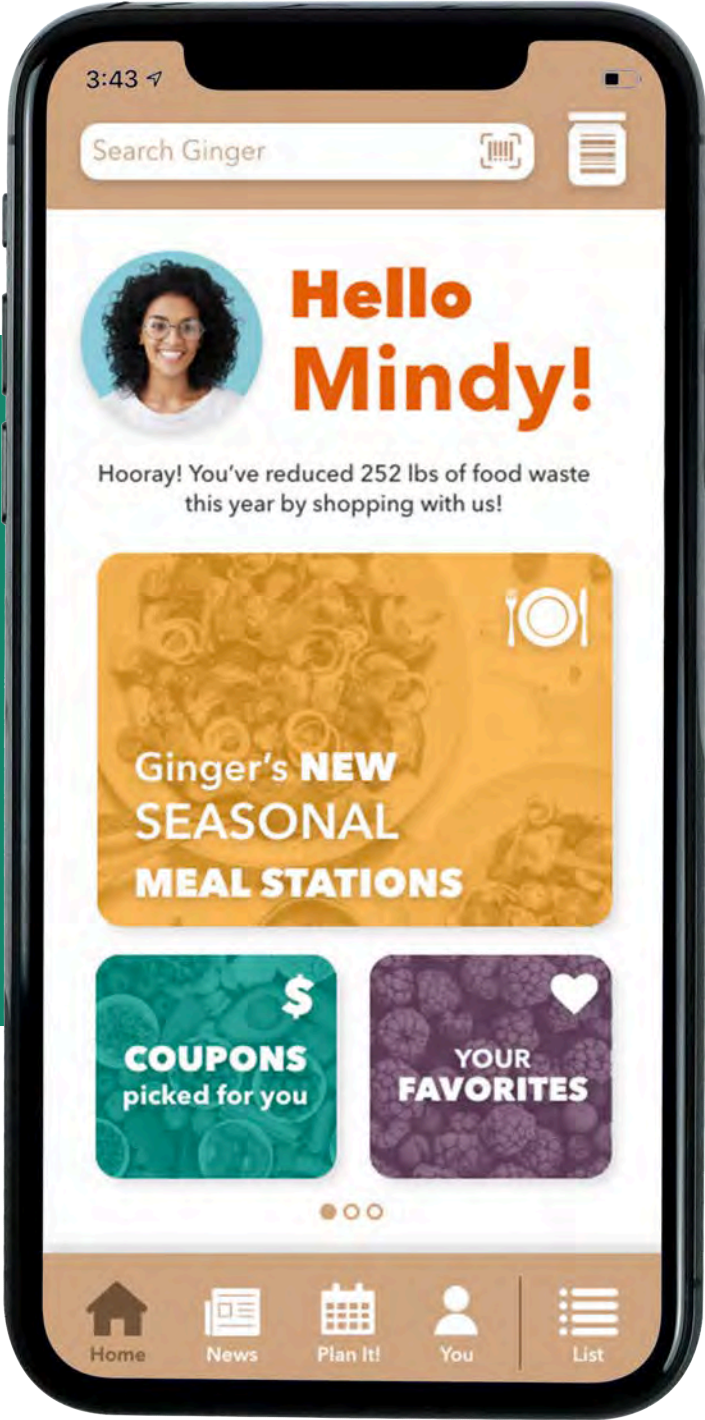 3:43
Search Ginger
Hello
Mindy!
Hooray! You've reduced 252 lbs of food waste
this year by shopping with us!
Ginger's NEW
SEASONAL
MEAL STATIONS
$
COUPONS
picked for you
YOUR
FAVORITES
Home
News
Plan It!
You
List